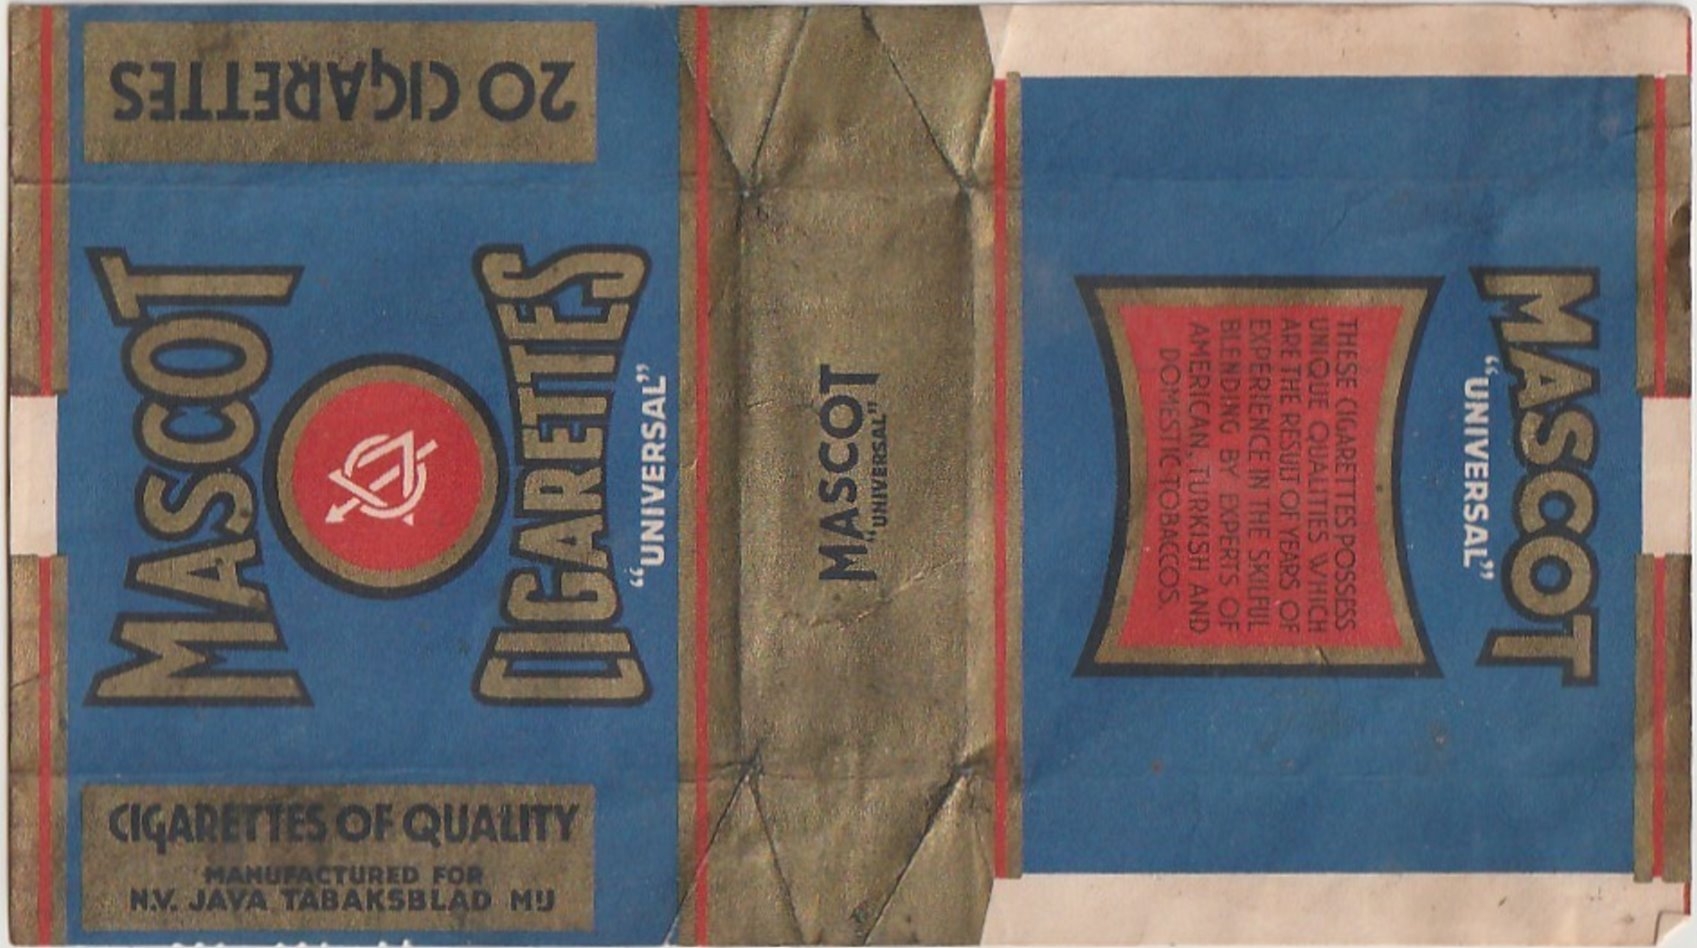 20 CIGARETTES
MASCOT
CIGARETTES
"UNIVERSAL"
CIGARETTES OF QUALITY
MANUFACTURED FOR
N.V. JAVA TABAKSBLAD MIJ
MASCOT
"UNIVERSAL"
MASCOT
"UNIVERSAL"
THESE CIGARETTES POSSESS
UNIQUE QUALITIES WHICH
ARE THE RESULT OF YEARS OF
EXPERIENCE IN THE SKILFUL
BLENDING BY EXPERTS OF
AMERICAN, TURKISH AND
DOMESTIC TOBACCOS.